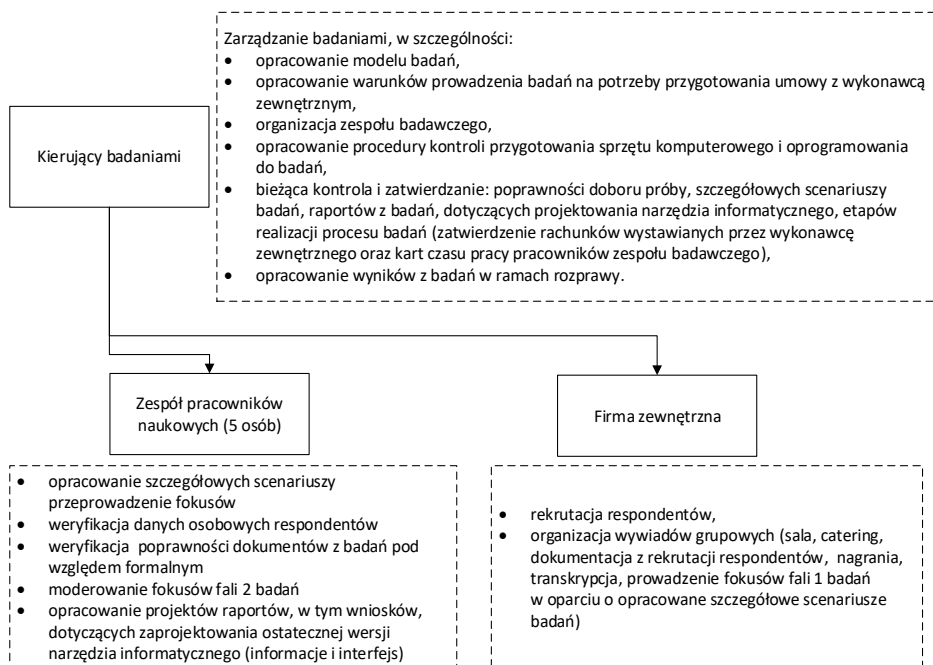 Zarządzanie badaniami, w szczególności:
• opracowanie modelu badań,
• opracowanie warunków prowadzenia badań na potrzeby przygotowania umowy z wykonawcą
zewnętrznym,
• organizacja zespołu badawczego,
• opracowanie procedury kontroli przygotowania sprzętu komputerowego i oprogramowania
do badań,
• bieżąca kontrola i zatwierdzanie: poprawności doboru próby, szczegółowych scenariuszy
badań, raportów z badań, dotyczących projektowania narzędzia informatycznego, etapów
realizacji procesu badań (zatwierdzenie rachunków wystawianych przez wykonawcę
zewnętrznego oraz kart czasu pracy pracowników zespołu badawczego),
• opracowanie wyników z badań w ramach rozprawy.
Kierujący badaniami
Zespół pracowników
naukowych (5 osób)
Firma zewnętrzna
• opracowanie szczegółowych scenariuszy
przeprowadzenie fokusów
• weryfikacja danych osobowych respondentów
• weryfikacja poprawności dokumentów z badań pod
względem formalnym
• moderowanie fokusów fali 2 badań
• opracowanie projektów raportów, w tym wniosków,
dotyczących zaprojektowania ostatecznej wersji
narzędzia informatycznego (informacje i interfejs)
• rekrutacja respondentów,
• organizacja wywiadów grupowych (sala, catering,
dokumentacja z rekrutacji respondentów, nagrania,
transkrypcja, prowadzenie fokusów fali 1 badań
w oparciu o opracowane szczegółowe scenariusze
badań)